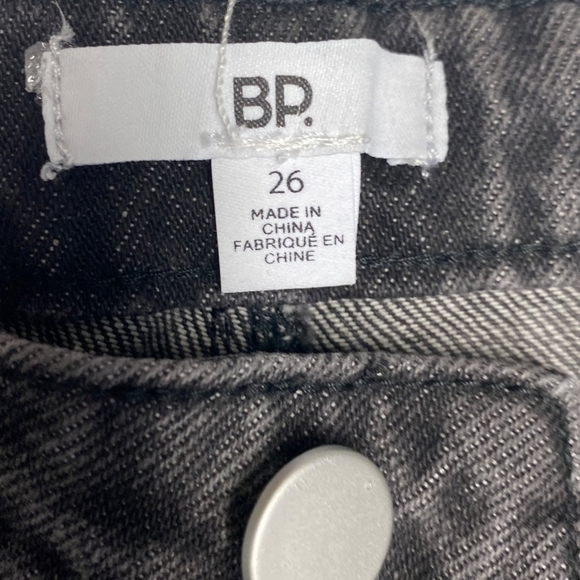 BP.
26
MADE IN
CHINA
FABRIQUÉ EN
CHINE